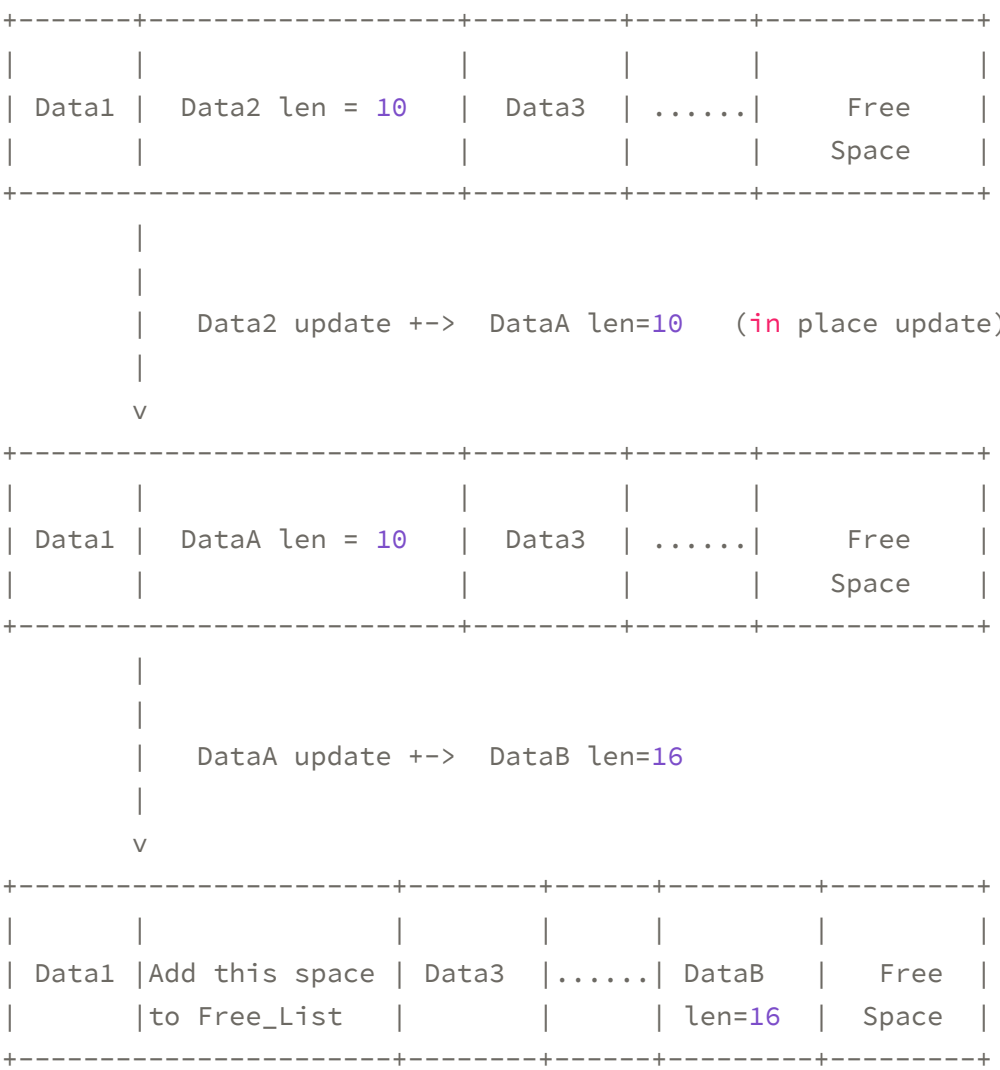 Data1 Data2 len = 10 Data3 ...... Free
Space
Data2 update +-> DataA len=10 (in place update)
Data1 DataA len = 10 Data3 ...... Free
Space
DataA update +-> DataB len=16
Data1 Add this space Data3 ...... DataB Free
to Free_List len=16 Space